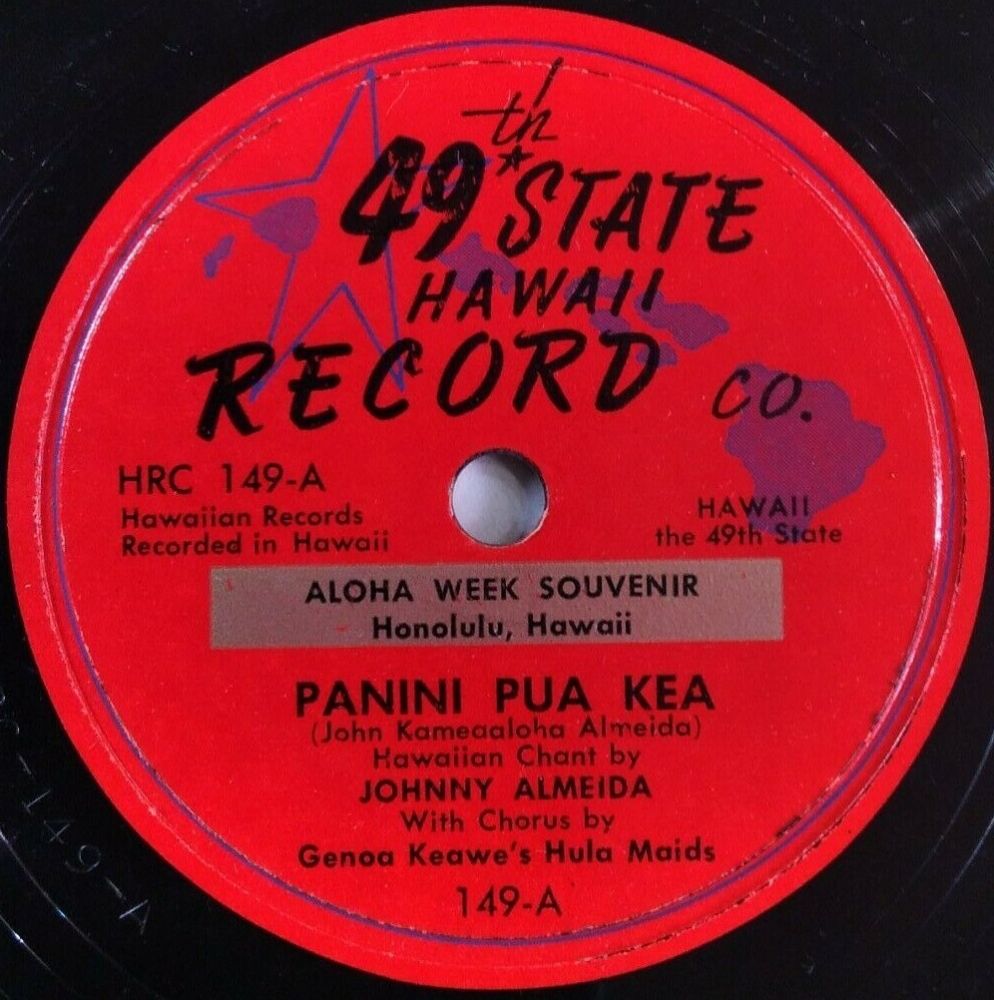 49th STATE
HAWAII
RECORD CO.
HRC 149-A
Hawaiian Records
Recorded in Hawaii
HAWAII
the 49th State
ALOHA WEEK SOUVENIR
Honolulu, Hawaii
PANINI PUA KEA
(John Kameaaloha Almeida)
Hawaiian Chant by
JOHNNY ALMEIDA
With Chorus by
Genoa Keawe's Hula Maids
149-A
-149-A